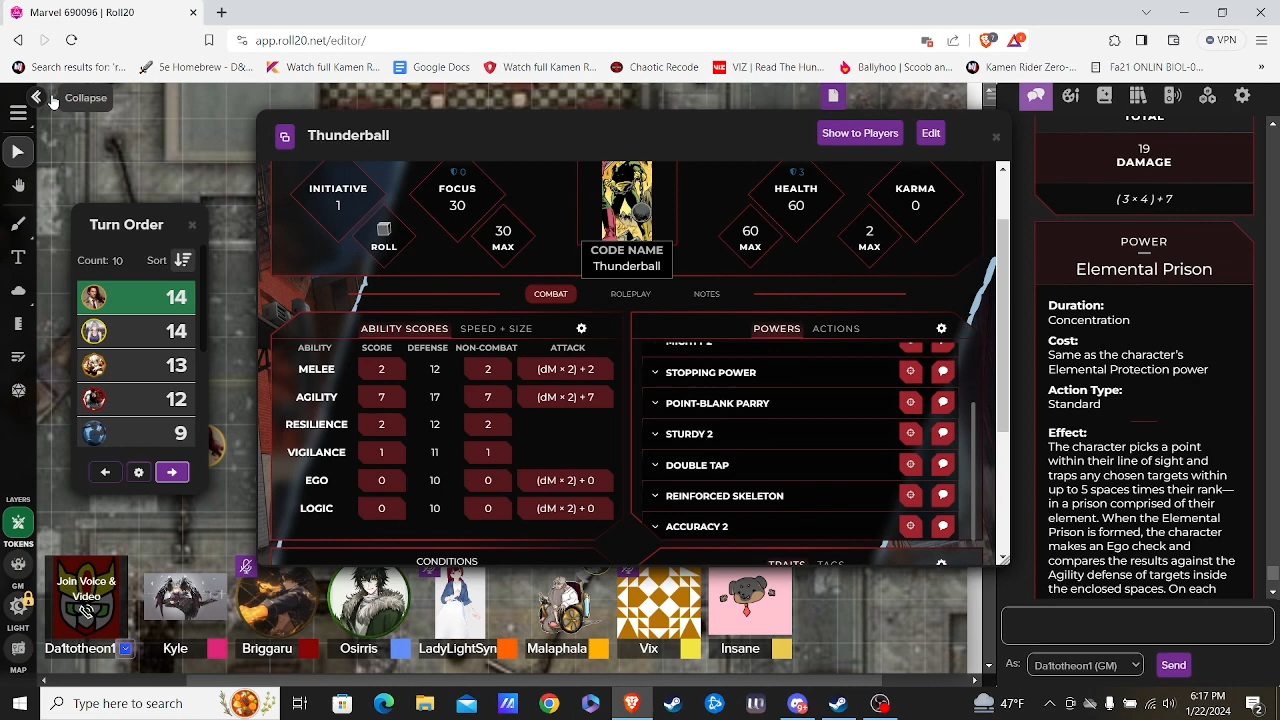 Marvel 690096 | Roll20
app.roll20.net/editor/
VPN
Search results for: 'r...
5e Homebrew - D&...
Watch full Kamen R...
Google Docs
Watch full Kamen R...
Chaotic Recode
VIZ | Read The Hun...
Ballyhoo | Scoob an...
Kamen Rider Zero-...
Fa21 ONLIN BIOL-0...
Collapse
Thunderball
Show to Players
Edit
INITIATIVE
1
ROLL
0
FOCUS
30
30
MAX
CODE NAME
Thunderball
3
HEALTH
60
60
MAX
KARMA
0
2
MAX
COMBAT
ROLEPLAY
NOTES
Turn Order
Count: 10
Sort
14
14
13
12
9
ABILITY SCORES
SPEED + SIZE
ABILITY SCORE DEFENSE NON-COMBAT ATTACK
MELEE 2 12 2 (dM × 2) + 2
AGILITY 7 17 7 (dM × 2) + 7
RESILIENCE 2 12 2
VIGILANCE 1 11 1
EGO 0 10 0 (dM × 2) + 0
LOGIC 0 10 0 (dM × 2) + 0
POWERS
ACTIONS
MIGHTY 2
STOPPING POWER
POINT-BLANK PARRY
STURDY 2
DOUBLE TAP
REINFORCED SKELETON
ACCURACY 2
CONDITIONS
TRAITS
TAGS
TOTAL
19
DAMAGE
( 3 × 4 ) + 7
POWER
Elemental Prison
Duration:
Concentration
Cost:
Same as the character's
Elemental Protection power
Action Type:
Standard
Effect:
The character picks a point
within their line of sight and
traps any chosen targets within
up to 5 spaces times their rank—
in a prison comprised of their
element. When the Elemental
Prison is formed, the character
makes an Ego check and
compares the results against the
Agility defense of targets inside
the enclosed spaces. On each
LAYERS
TOKENS
GM
LIGHT
MAP
Join Voice &
Video
Da1totheon1
Kyle
Briggaru
Osirris
LadyLightSyn
Malaphala
Vix
Insane
As:
Da1totheon1 (GM)
Send
Type here to search
99+
47°F
6:17 PM
1/22/2024
2